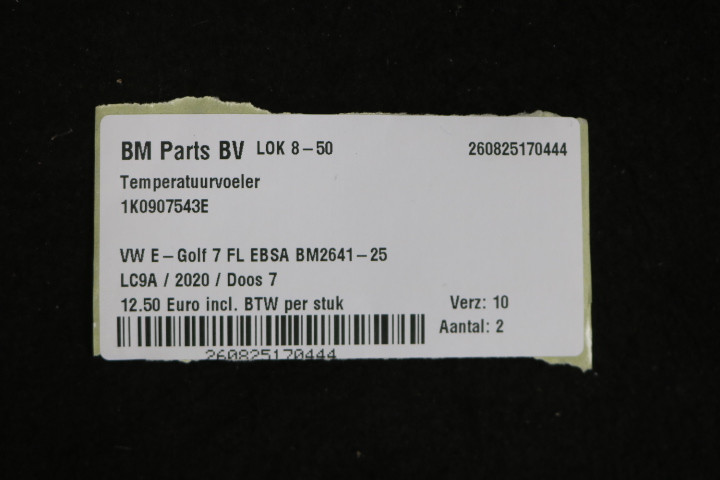 BM Parts BV LOK 8-50 260825170444
Temperatuurvoeler
1K0907543E
VW E-Golf 7 FL EBSA BM2641-25
LC9A / 2020 / Doos 7
12.50 Euro incl. BTW per stuk Verz: 10
Aantal: 2
260825170444